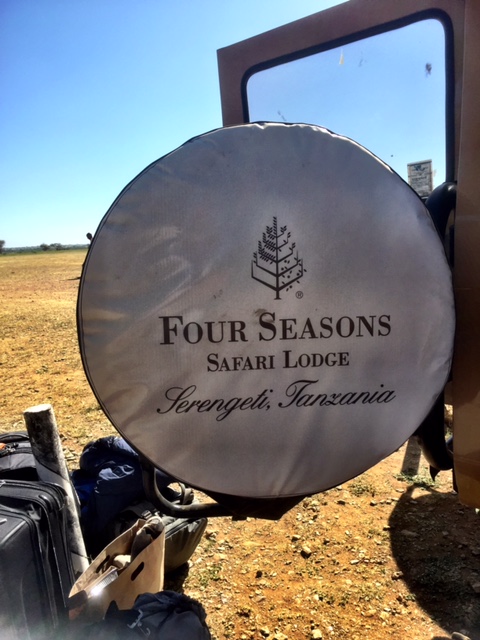 FOUR SEASONS
SAFARI LODGE
Serengeti, Tanzania